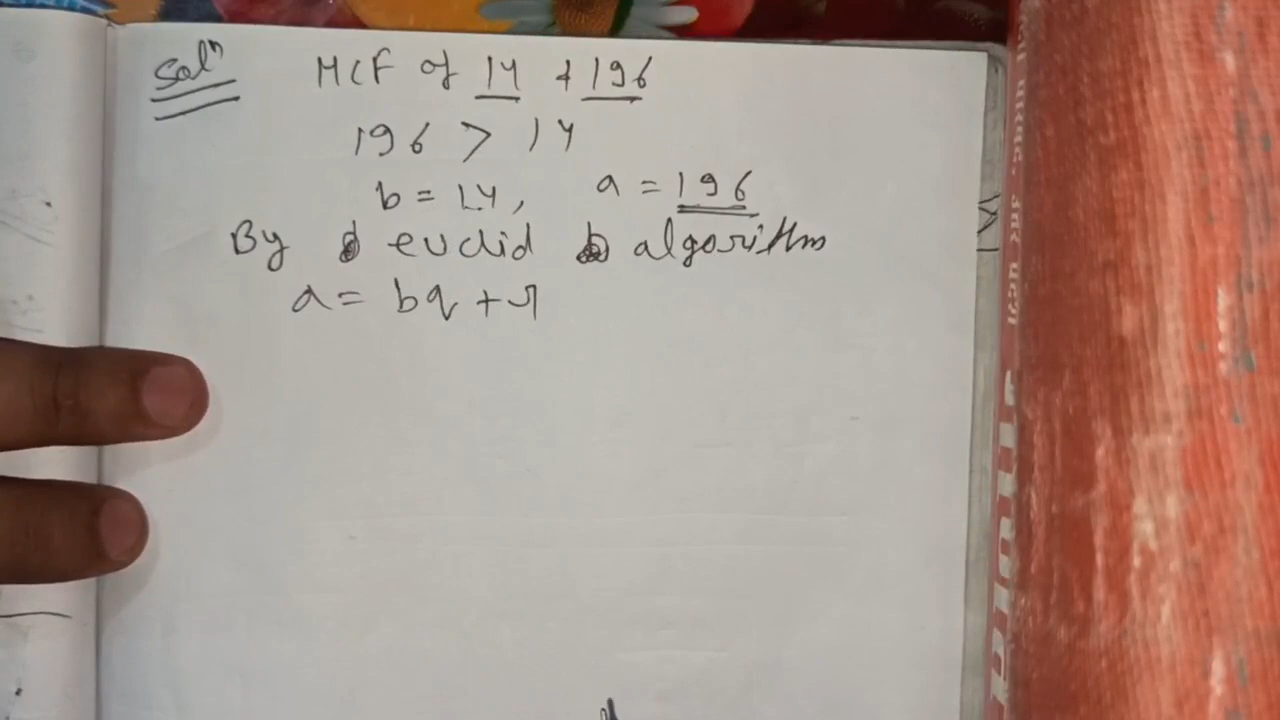 Solⁿ HCF of 14 & 196
196 > 14
b = 14, a = 196
By euclid algorithm
a = bq + r